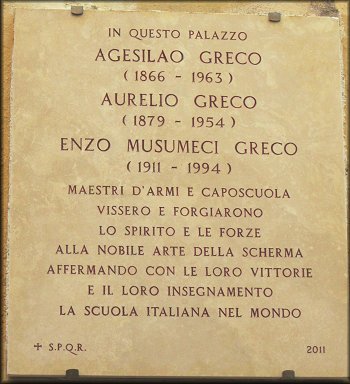 IN QUESTO PALAZZO
AGESILAO GRECO
(1866 - 1963)
AURELIO GRECO
(1879 - 1954)
ENZO MUSUMECI GRECO
(1911 - 1994)
MAESTRI D'ARMI E CAPOSCUOLA
VISSERO E FORGIARONO
LO SPIRITO E LE FORZE
ALLA NOBILE ARTE DELLA SCHERMA
AFFERMANDO CON LE LORO VITTORIE
E IL LORO INSEGNAMENTO
LA SCUOLA ITALIANA NEL MONDO
+ S.P.Q.R. 2011